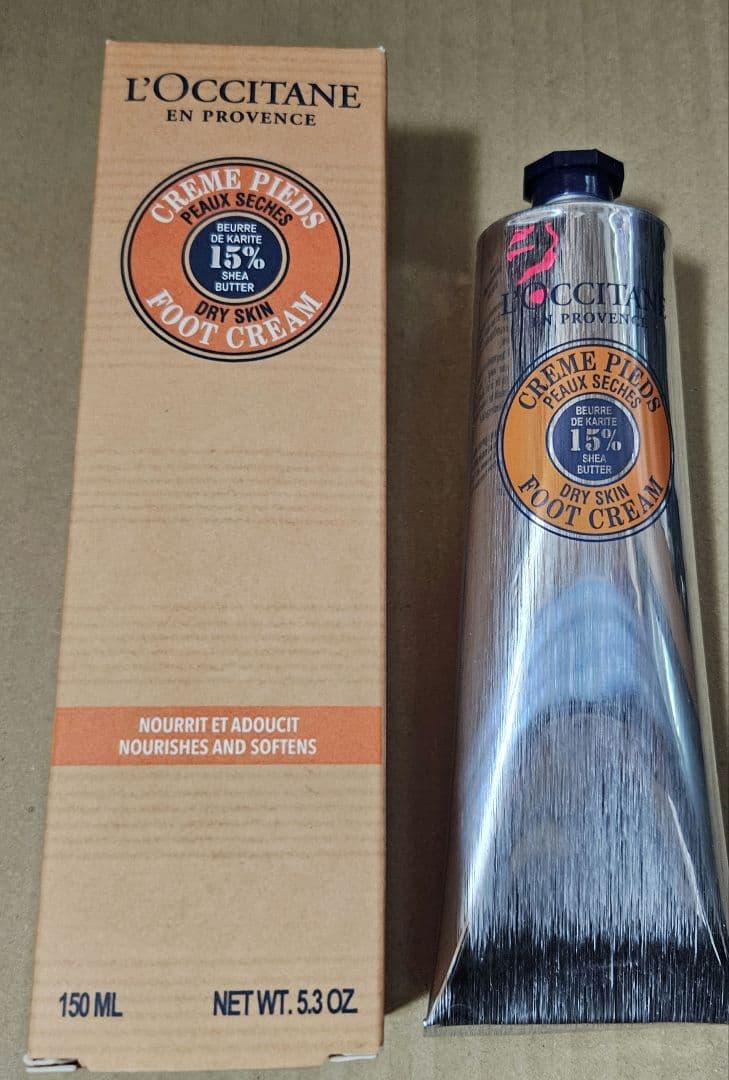 L'OCCITANE
EN PROVENCE
CREME PIEDS
PEAUX SECHES
BEURRE
DE KARITE
15%
SHEA
BUTTER
DRY SKIN
FOOT CREAM
NOURRIT ET ADOUCIT
NOURISHES AND SOFTENS
150 ML
NET WT. 5.3 OZ
L'OCCITANE
EN PROVENCE
CREME PIEDS
PEAUX SECHES
BEURRE
DE KARITE
15%
SHEA
BUTTER
DRY SKIN
FOOT CREAM